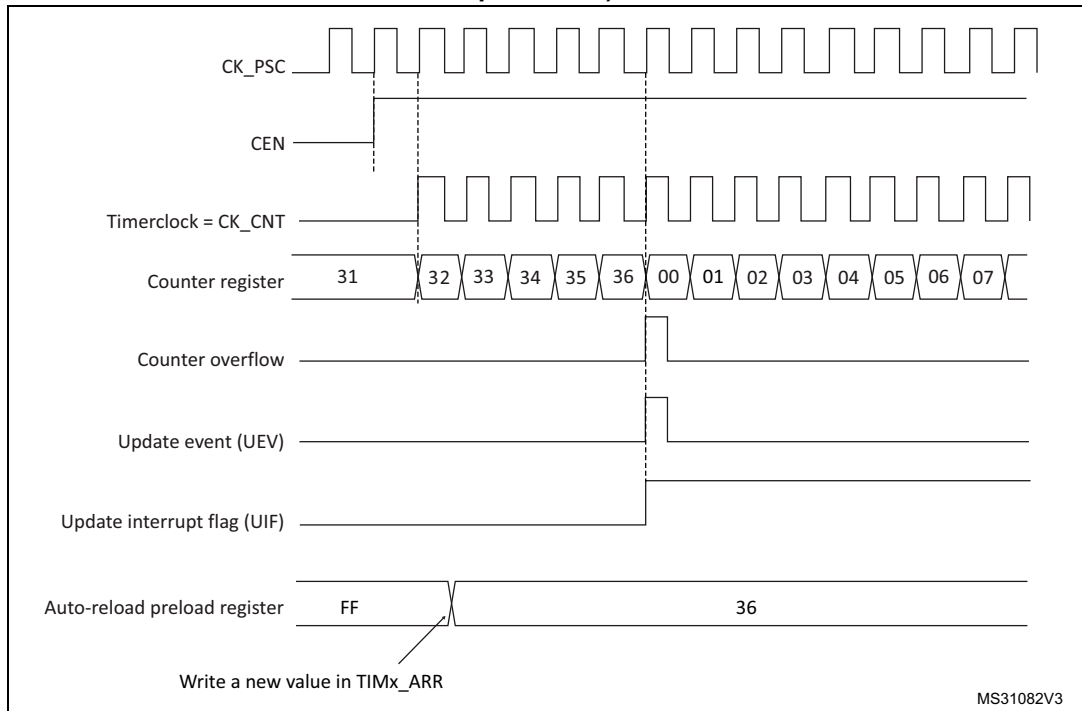 CK_PSC
CEN
Timerclock = CK_CNT
Counter register 31 32 33 34 35 36 00 01 02 03 04 05 06 07
Counter overflow
Update event (UEV)
Update interrupt flag (UIF)
Auto-reload preload register FF 36
Write a new value in TIMx_ARR
MS31082V3